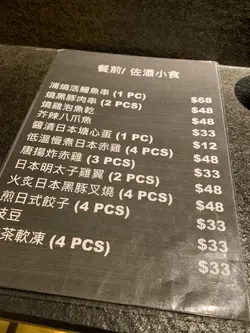 餐前/ 佐酒小食
蒲燒活鰻魚串 (1 PC) $68
燒黑豚肉串 (2 PCS) $48
燒雞泡魚乾 $48
芥辣八爪魚 $33
醬漬日本溏心蛋 (1 PC) $12
低溫慢煮日本赤雞 (4 PCS) $48
唐揚炸赤雞 (3 PCS) $48
日本明太子雞翼 (2 PCS) $48
火炙日本黑豚叉燒 (4 PCS) $33
煎日式餃子 (4 PCS) $33
枝豆 $33
茶軟凍 (4 PCS) $33